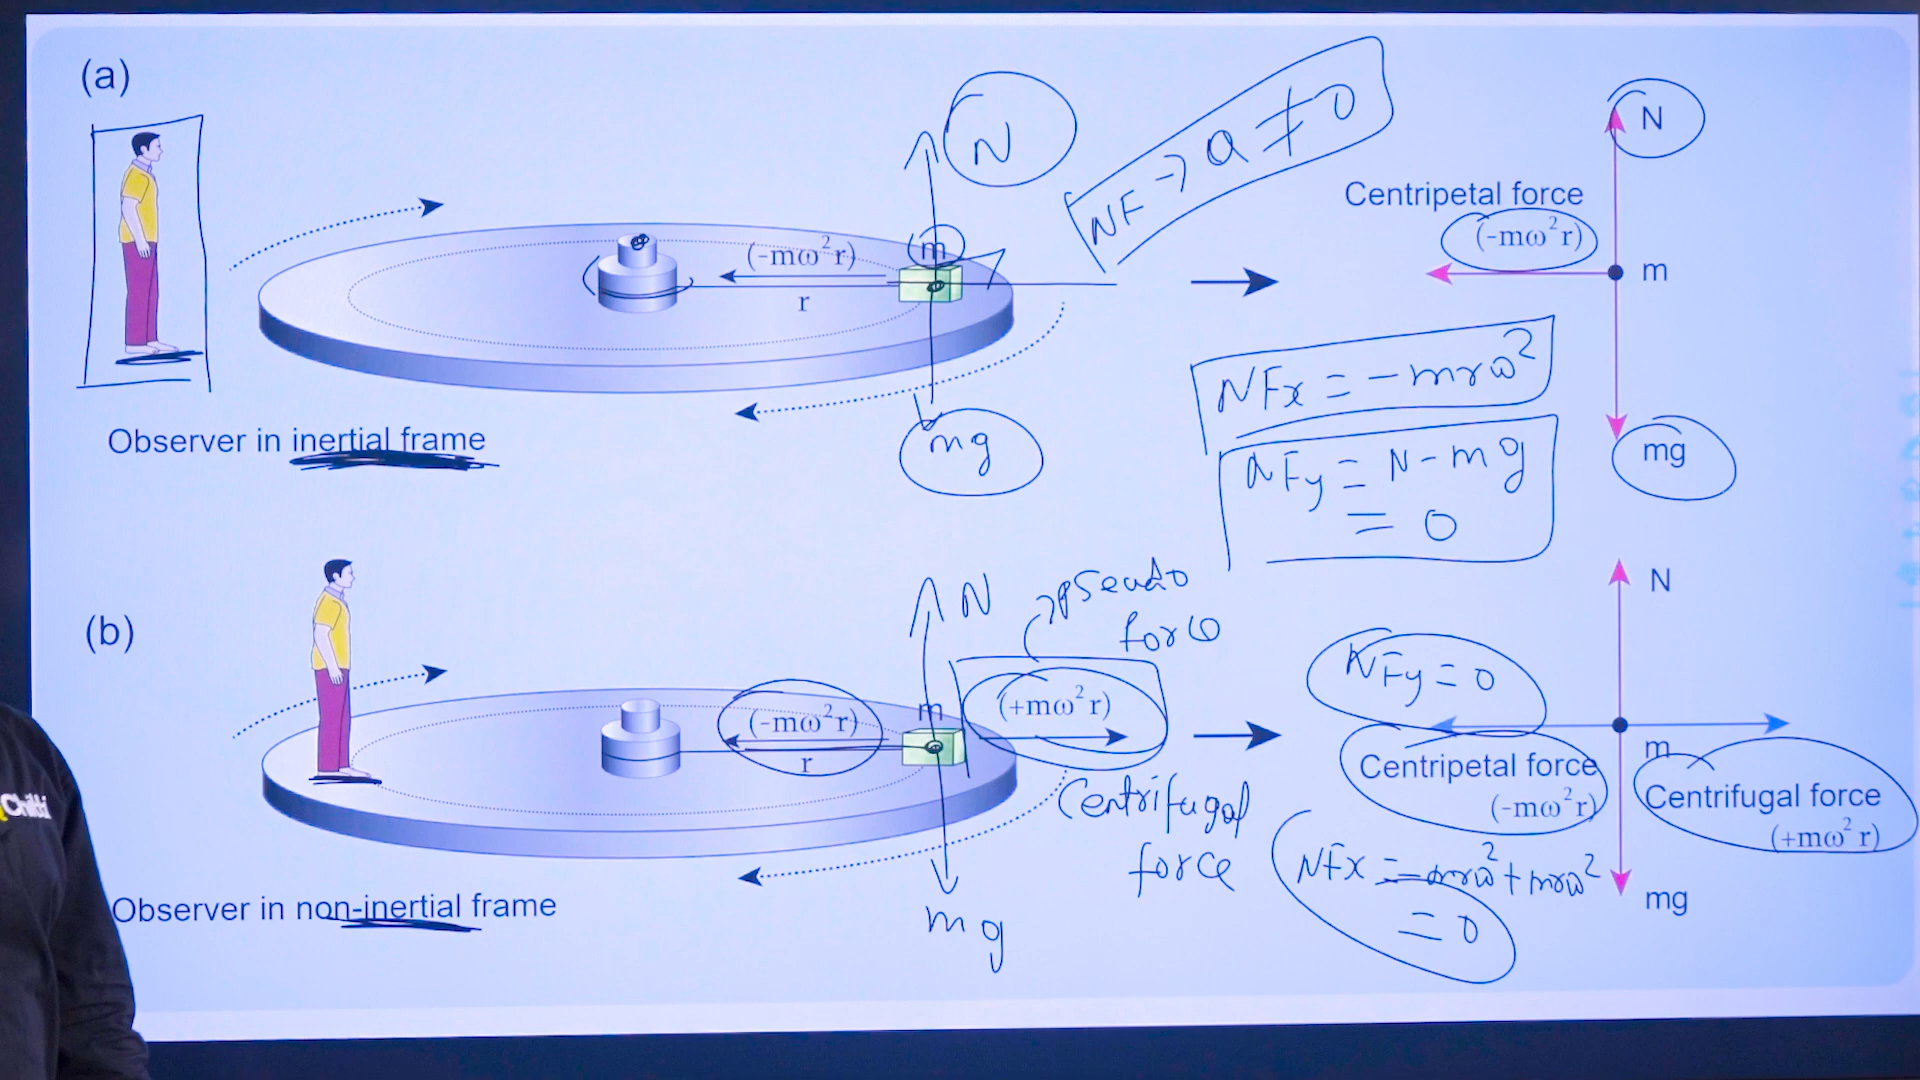 (a)
N
NF → a ≠ 0
m
(-mω²r)
r
mg
Observer in inertial frame
N
Centripetal force
(-mω²r)
m
mg
NFx = -mrω²
NFy = N - mg
= 0
(b)
N
pseudo
force
(-mω²r)
m
(+mω²r)
r
Centrifugal
force
mg
Observer in non-inertial frame
N
NFy = 0
m
Centripetal force
(-mω²r)
Centrifugal force
(+mω²r)
NFx = -mrω² + mrω²
= 0
mg
Chitti